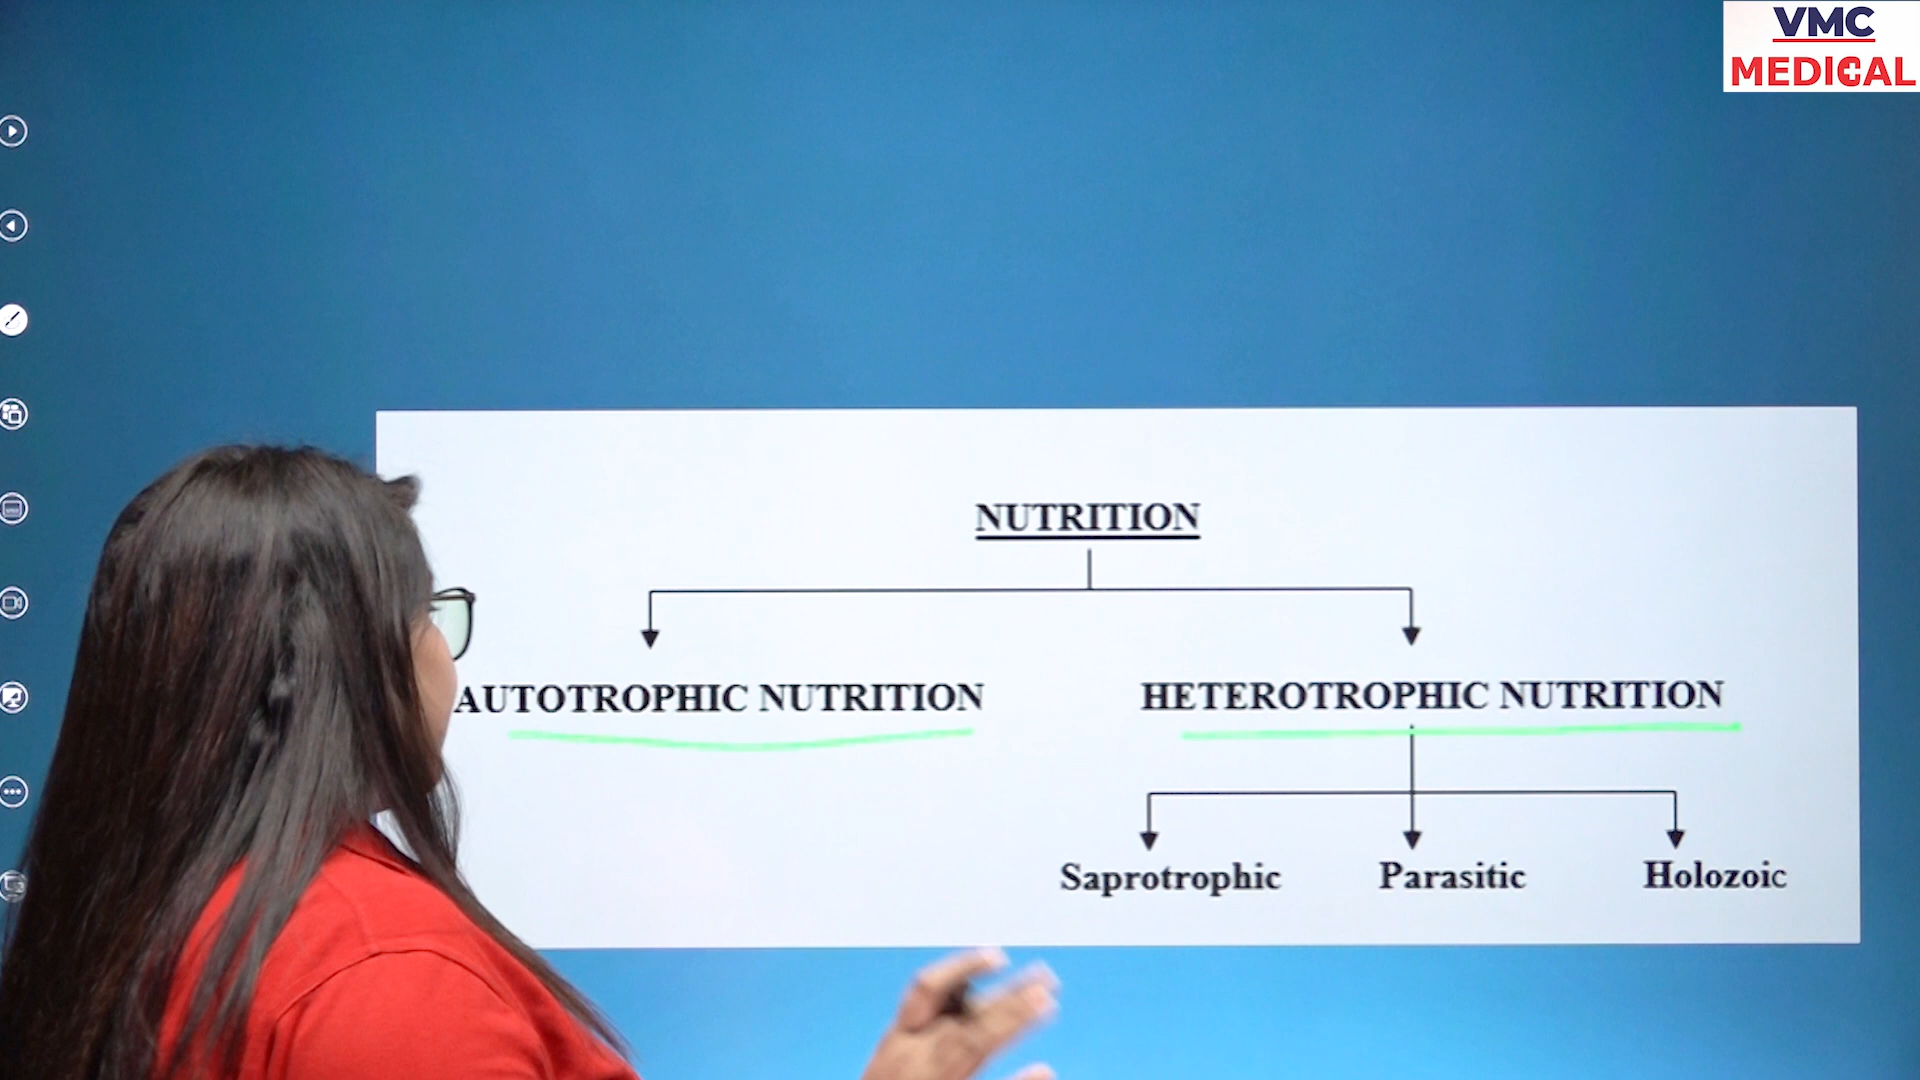 VMC
MEDICAL
NUTRITION
AUTOTROPHIC NUTRITION
HETEROTROPHIC NUTRITION
Saprotrophic
Parasitic
Holozoic